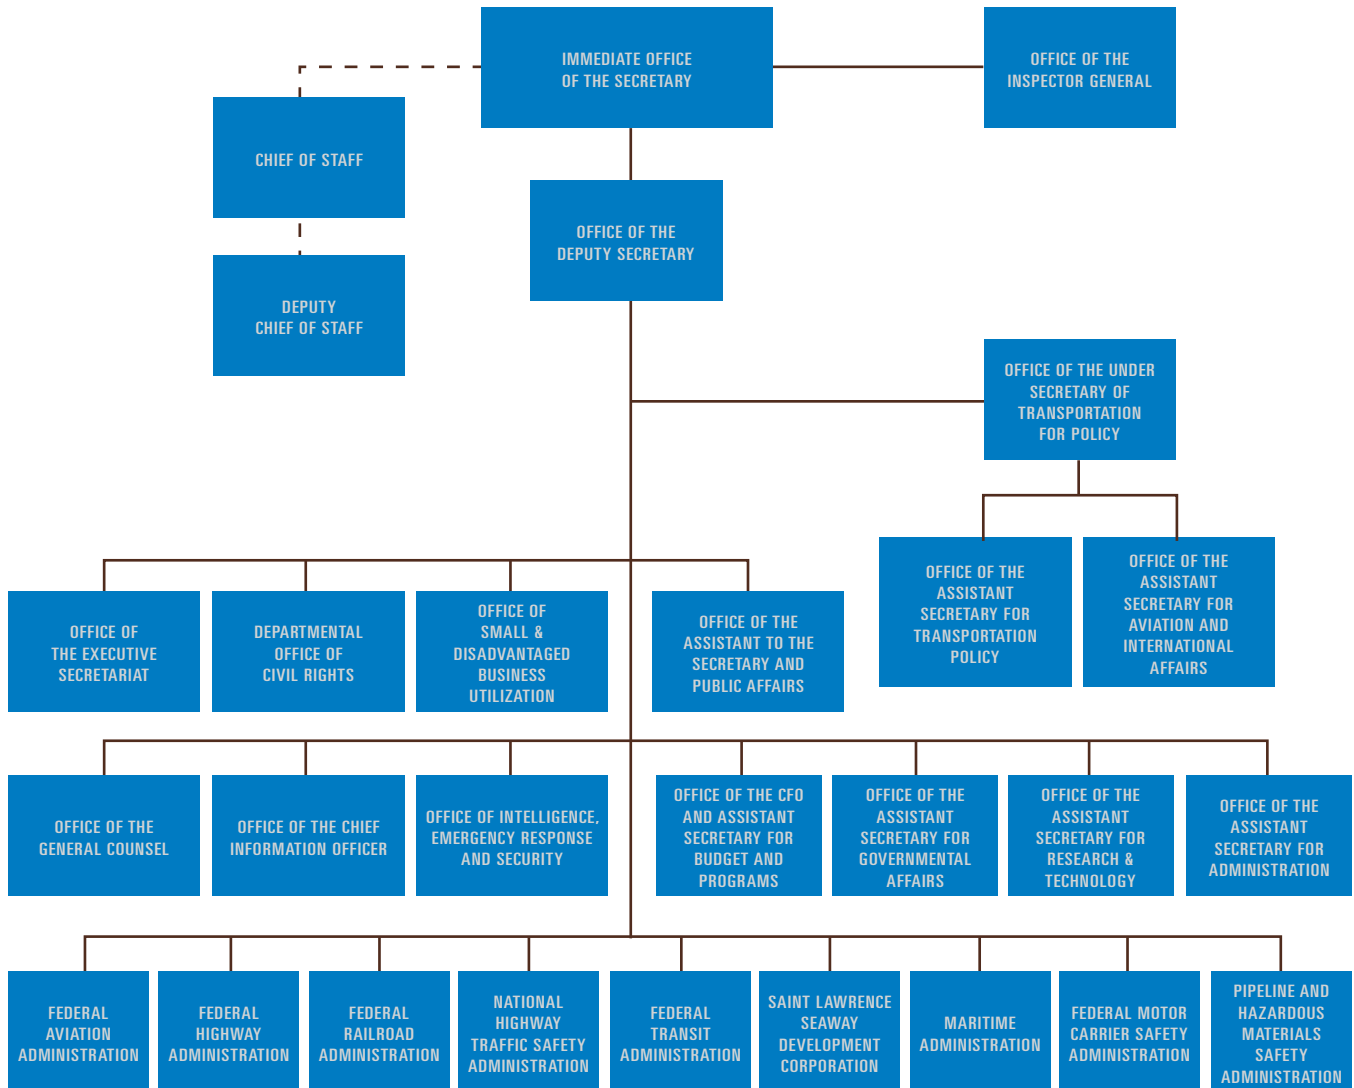 IMMEDIATE OFFICE
OF THE SECRETARY
OFFICE OF THE
INSPECTOR GENERAL
CHIEF OF STAFF
OFFICE OF THE
DEPUTY SECRETARY
DEPUTY
CHIEF OF STAFF
OFFICE OF THE UNDER
SECRETARY OF
TRANSPORTATION
FOR POLICY
OFFICE OF THE
ASSISTANT
SECRETARY FOR
TRANSPORTATION
POLICY
OFFICE OF THE
ASSISTANT
SECRETARY FOR
AVIATION AND
INTERNATIONAL
AFFAIRS
OFFICE OF
THE EXECUTIVE
SECRETARIAT
DEPARTMENTAL
OFFICE OF
CIVIL RIGHTS
OFFICE OF
SMALL &
DISADVANTAGED
BUSINESS
UTILIZATION
OFFICE OF THE
ASSISTANT TO THE
SECRETARY AND
PUBLIC AFFAIRS
OFFICE OF THE
GENERAL COUNSEL
OFFICE OF THE CHIEF
INFORMATION OFFICER
OFFICE OF INTELLIGENCE,
EMERGENCY RESPONSE
AND SECURITY
OFFICE OF THE CFO
AND ASSISTANT
SECRETARY FOR
BUDGET AND
PROGRAMS
OFFICE OF THE
ASSISTANT
SECRETARY FOR
GOVERNMENTAL
AFFAIRS
OFFICE OF THE
ASSISTANT
SECRETARY FOR
RESEARCH &
TECHNOLOGY
OFFICE OF THE
ASSISTANT
SECRETARY FOR
ADMINISTRATION
FEDERAL
AVIATION
ADMINISTRATION
FEDERAL
HIGHWAY
ADMINISTRATION
FEDERAL
RAILROAD
ADMINISTRATION
NATIONAL
HIGHWAY
TRAFFIC SAFETY
ADMINISTRATION
FEDERAL
TRANSIT
ADMINISTRATION
SAINT LAWRENCE
SEAWAY
DEVELOPMENT
CORPORATION
MARITIME
ADMINISTRATION
FEDERAL MOTOR
CARRIER SAFETY
ADMINISTRATION
PIPELINE AND
HAZARDOUS
MATERIALS
SAFETY
ADMINISTRATION